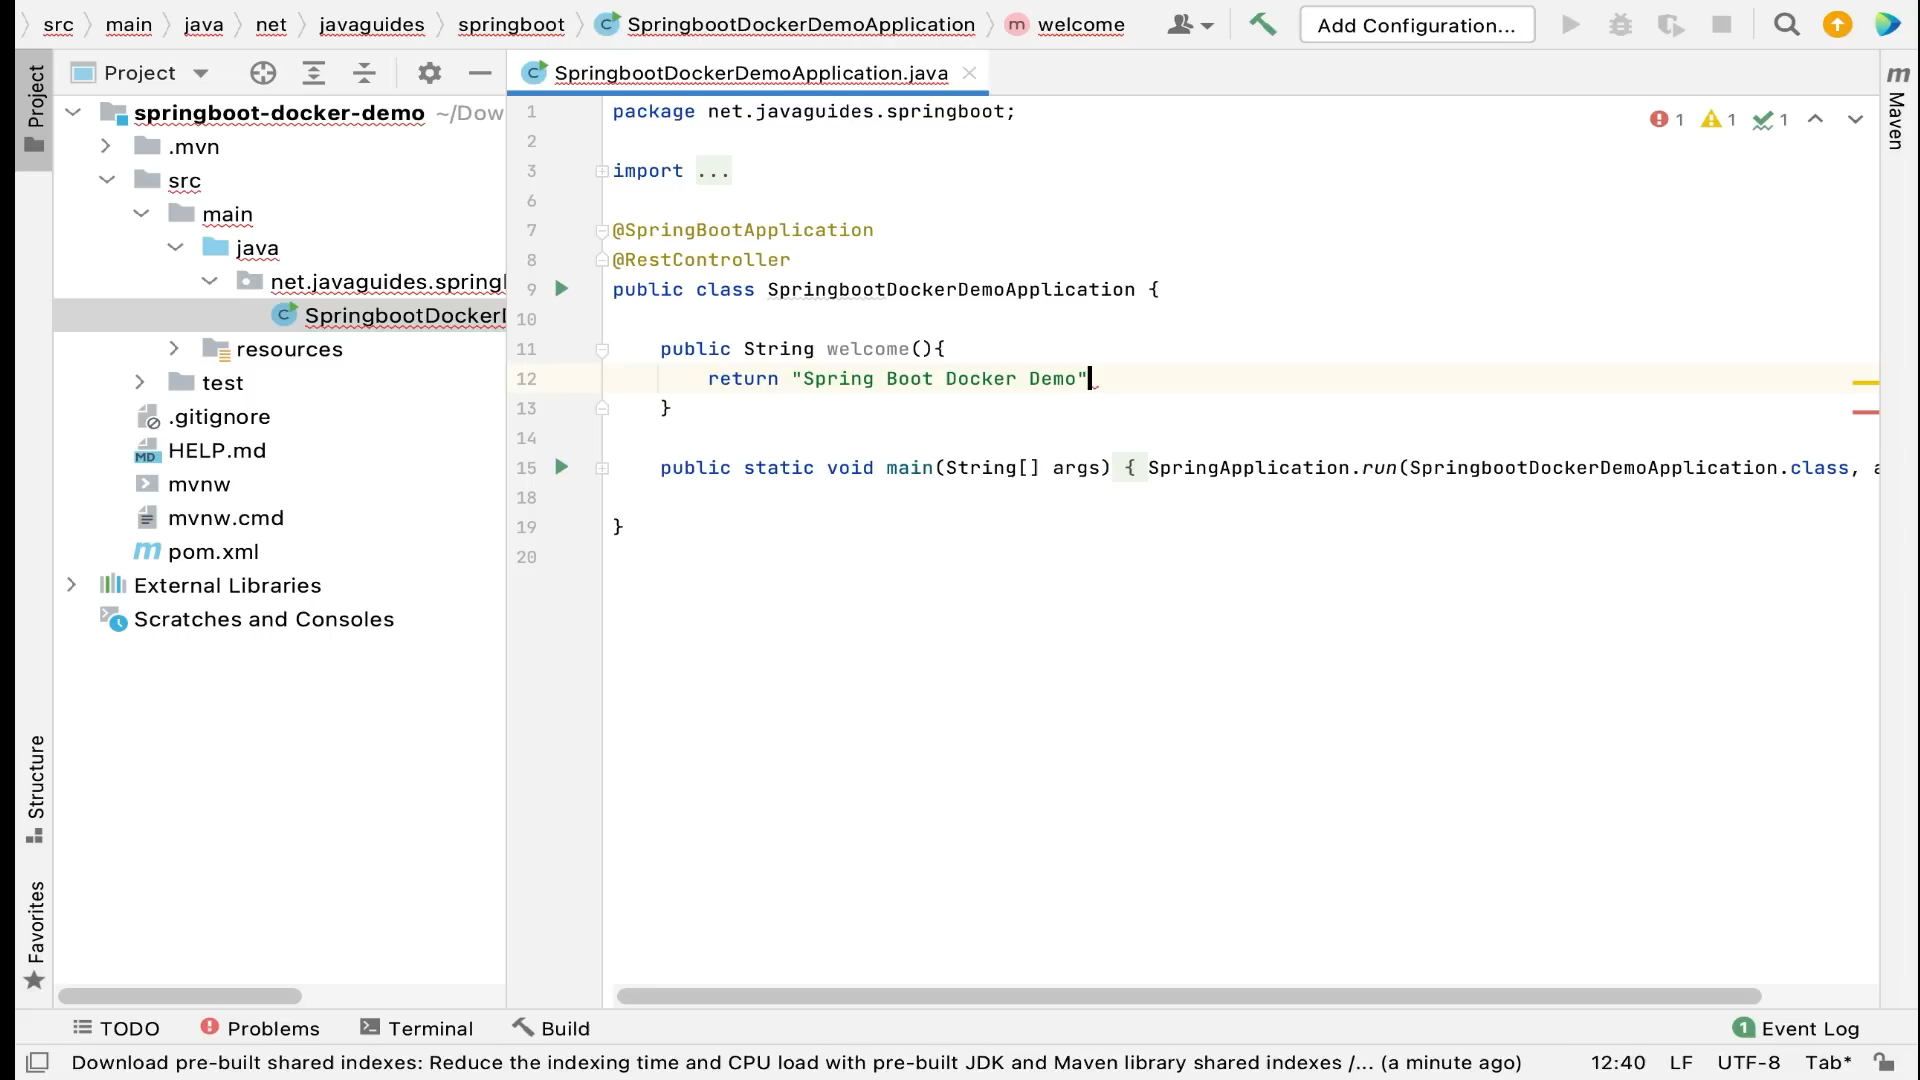 src main java net javaguides springboot SpringbootDockerDemoApplication m welcome Add Configuration...
Project
SpringbootDockerDemoApplication.java
Project
springboot-docker-demo ~/Dow
.mvn
src
main
java
net.javaguides.springl
SpringbootDockerD
resources
test
.gitignore
MD HELP.md
mvnw
mvnw.cmd
m pom.xml
External Libraries
Scratches and Consoles
Structure
Favorites
1 package net.javaguides.springboot;
2
3 import ...
6
7 @SpringBootApplication
8 @RestController
9 public class SpringbootDockerDemoApplication {
10
11 public String welcome(){
12 return "Spring Boot Docker Demo"
13 }
14
15 public static void main(String[] args) { SpringApplication.run(SpringbootDockerDemoApplication.class, a
18
19 }
20
1 1 1
m Maven
TODO Problems Terminal Build 1 Event Log
Download pre-built shared indexes: Reduce the indexing time and CPU load with pre-built JDK and Maven library shared indexes /... (a minute ago) 12:40 LF UTF-8 Tab*